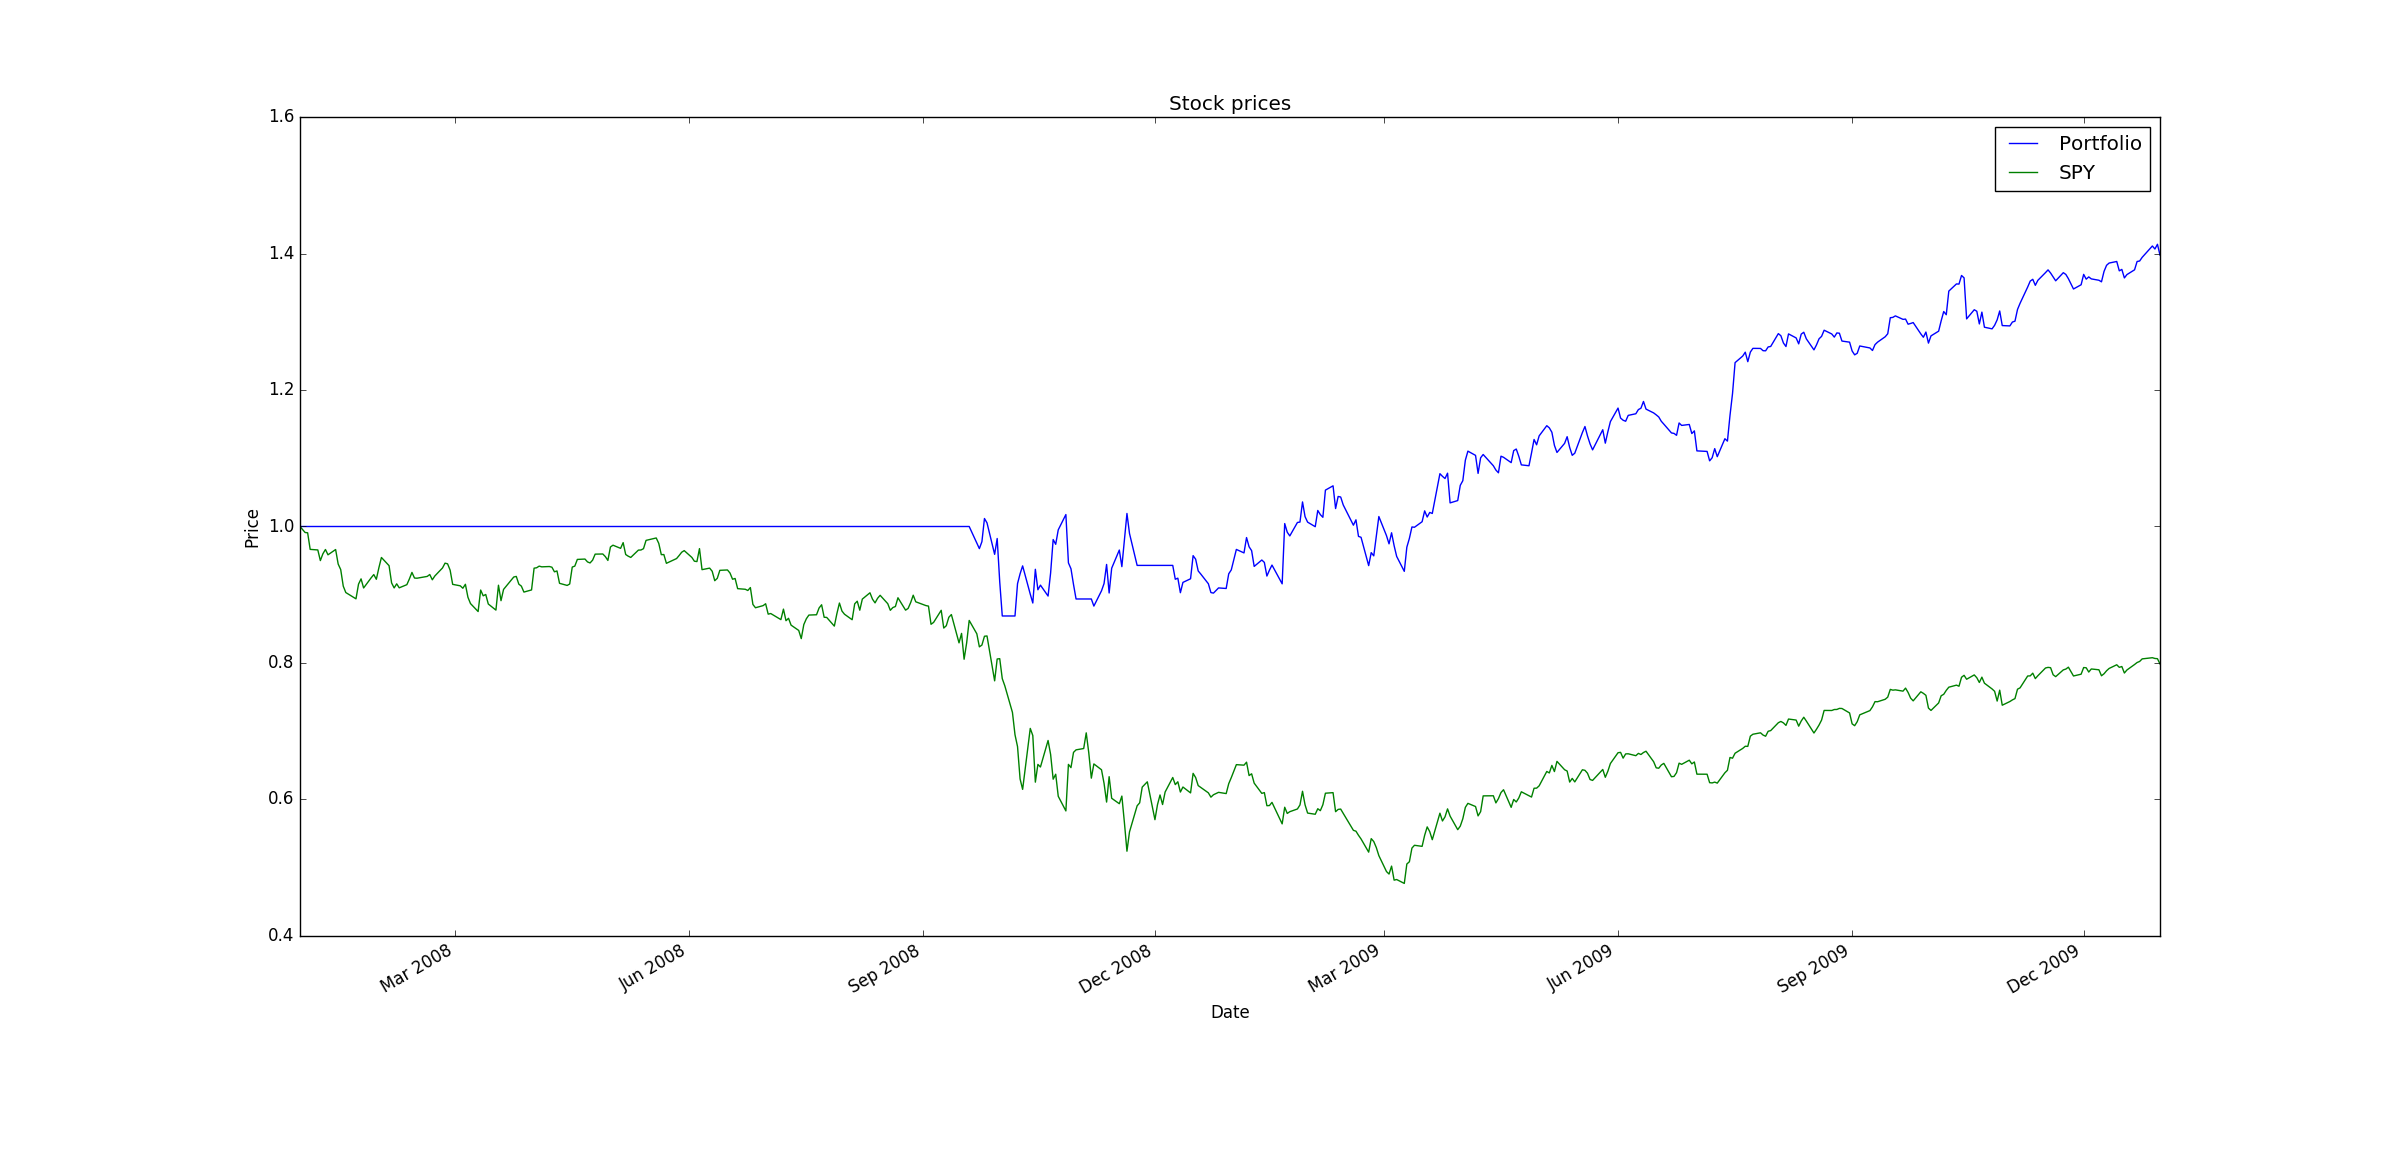 Stock prices
1.6
1.4
1.2
1.0
0.8
0.6
0.4
Price
Portfolio
SPY
Mar 2008
Jun 2008
Sep 2008
Dec 2008
Mar 2009
Jun 2009
Sep 2009
Dec 2009
Date